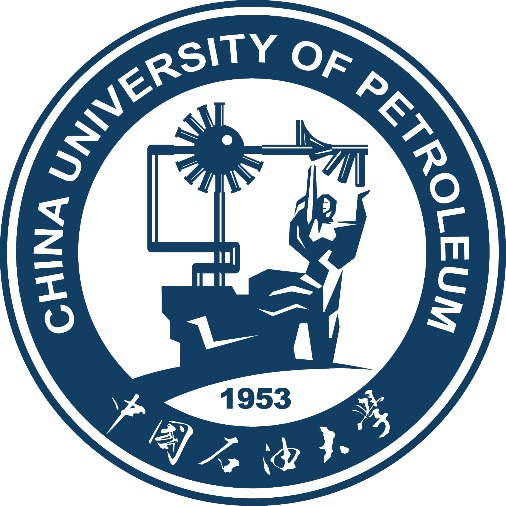 CHINA UNIVERSITY OF PETROLEUM
1953
中国石油大学